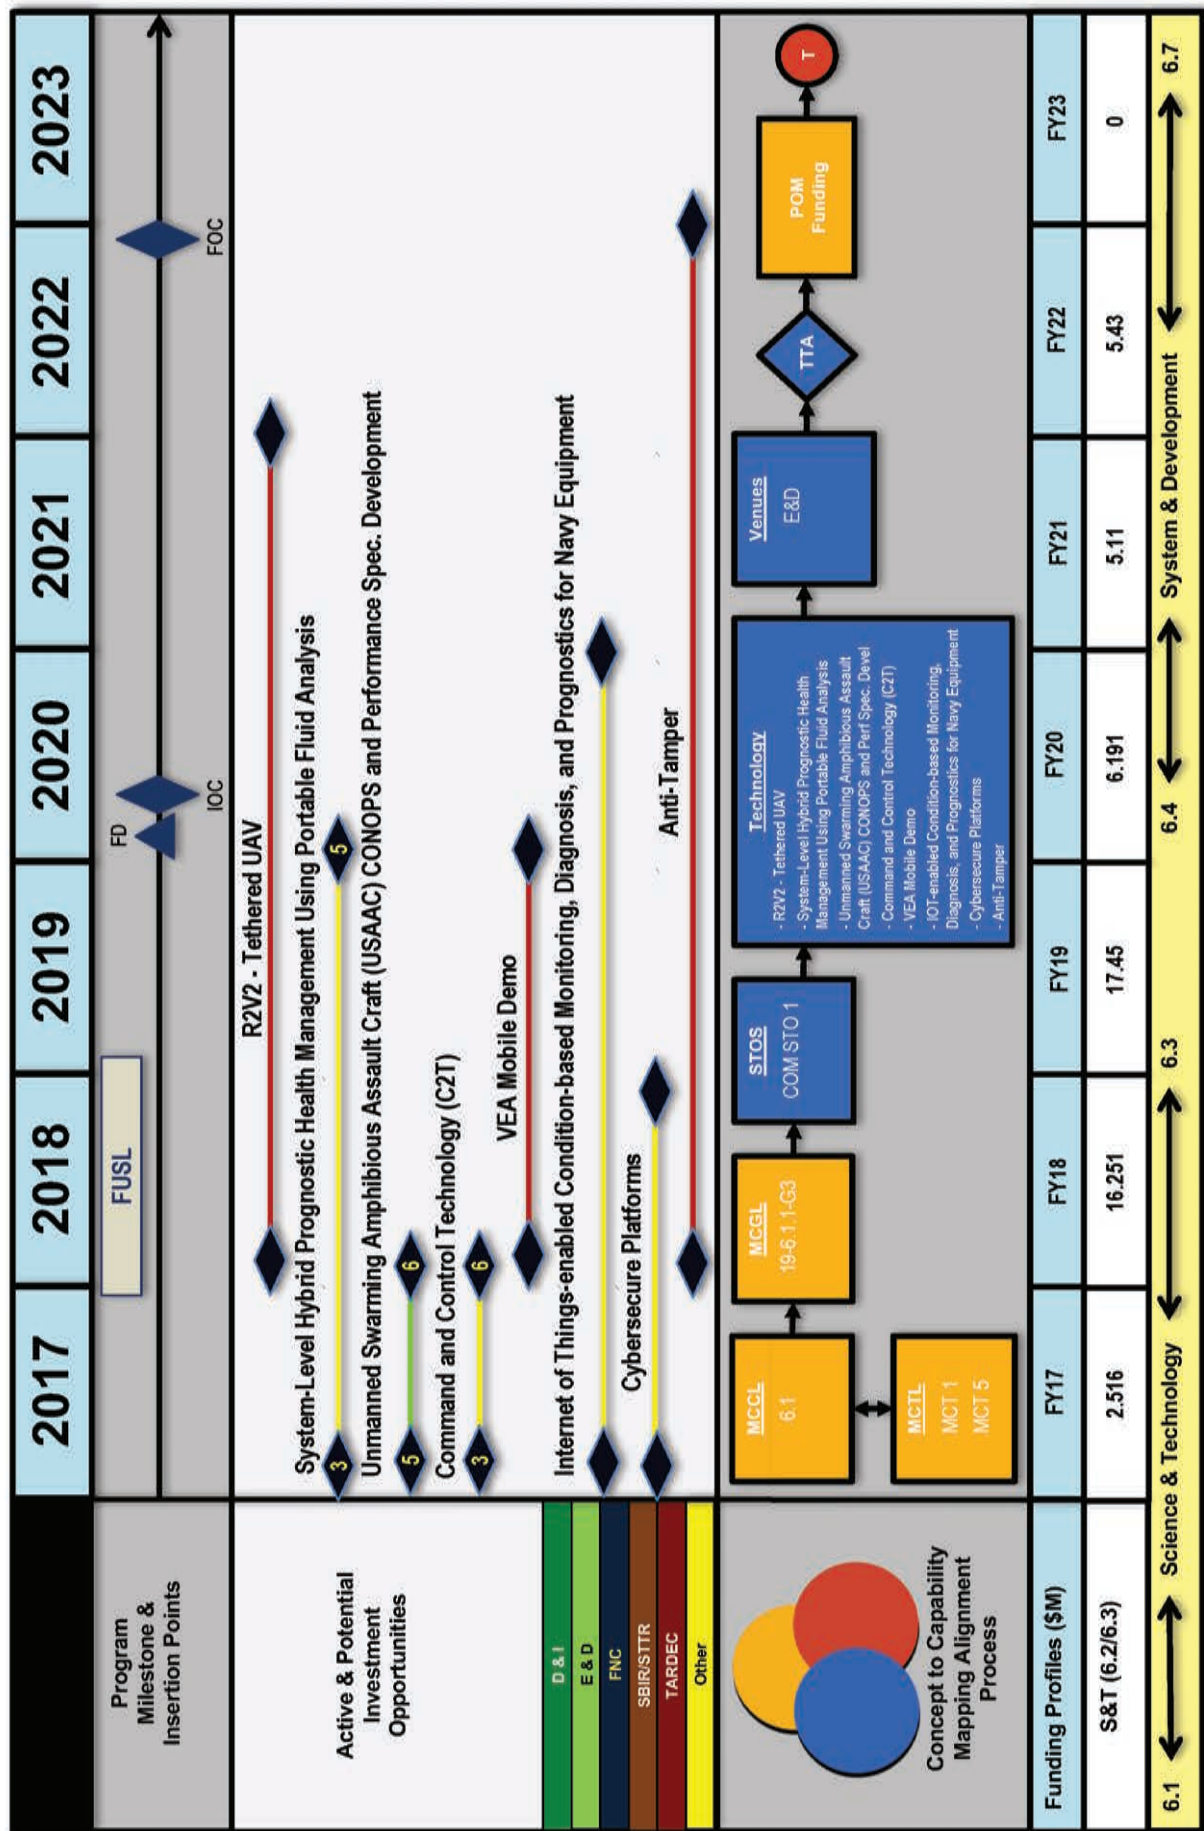 2017 2018 2019 2020 2021 2022 2023
Program
Milestone &
Insertion Points
FUSL
FD
IOC
FOC
Active & Potential
Investment
Opportunities
D & I
E & D
FNC
SBIR/STTR
TARDEC
Other
R2V2 - Tethered UAV
System-Level Hybrid Prognostic Health Management Using Portable Fluid Analysis
3 5
Unmanned Swarming Amphibious Assault Craft (USAAC) CONOPS and Performance Spec. Development
5 6
Command and Control Technology (C2T)
3 6
VEA Mobile Demo
Internet of Things-enabled Condition-based Monitoring, Diagnosis, and Prognostics for Navy Equipment
Cybersecure Platforms
Anti-Tamper
Concept to Capability
Mapping Alignment
Process
MCCL
6.1
MCTL
MCT 1
MCT 5
MCGL
19-6.1.1-G3
STOS
COM STO 1
Technology
- R2V2 - Tethered UAV
- System-Level Hybrid Prognostic Health
Management Using Portable Fluid Analysis
- Unmanned Swarming Amphibious Assault
Craft (USAAC) CONOPS and Perf Spec. Devel
- Command and Control Technology (C2T)
- VEA Mobile Demo
- IOT-enabled Condition-based Monitoring,
Diagnosis, and Prognostics for Navy Equipment
- Cybersecure Platforms
- Anti-Tamper
Venues
E&D
TTA
POM
Funding
T
Funding Profiles ($M) FY17 FY18 FY19 FY20 FY21 FY22 FY23
S&T (6.2/6.3) 2.516 16.251 17.45 6.191 5.11 5.43 0
6.1 Science & Technology 6.3 6.4 System & Development 6.7